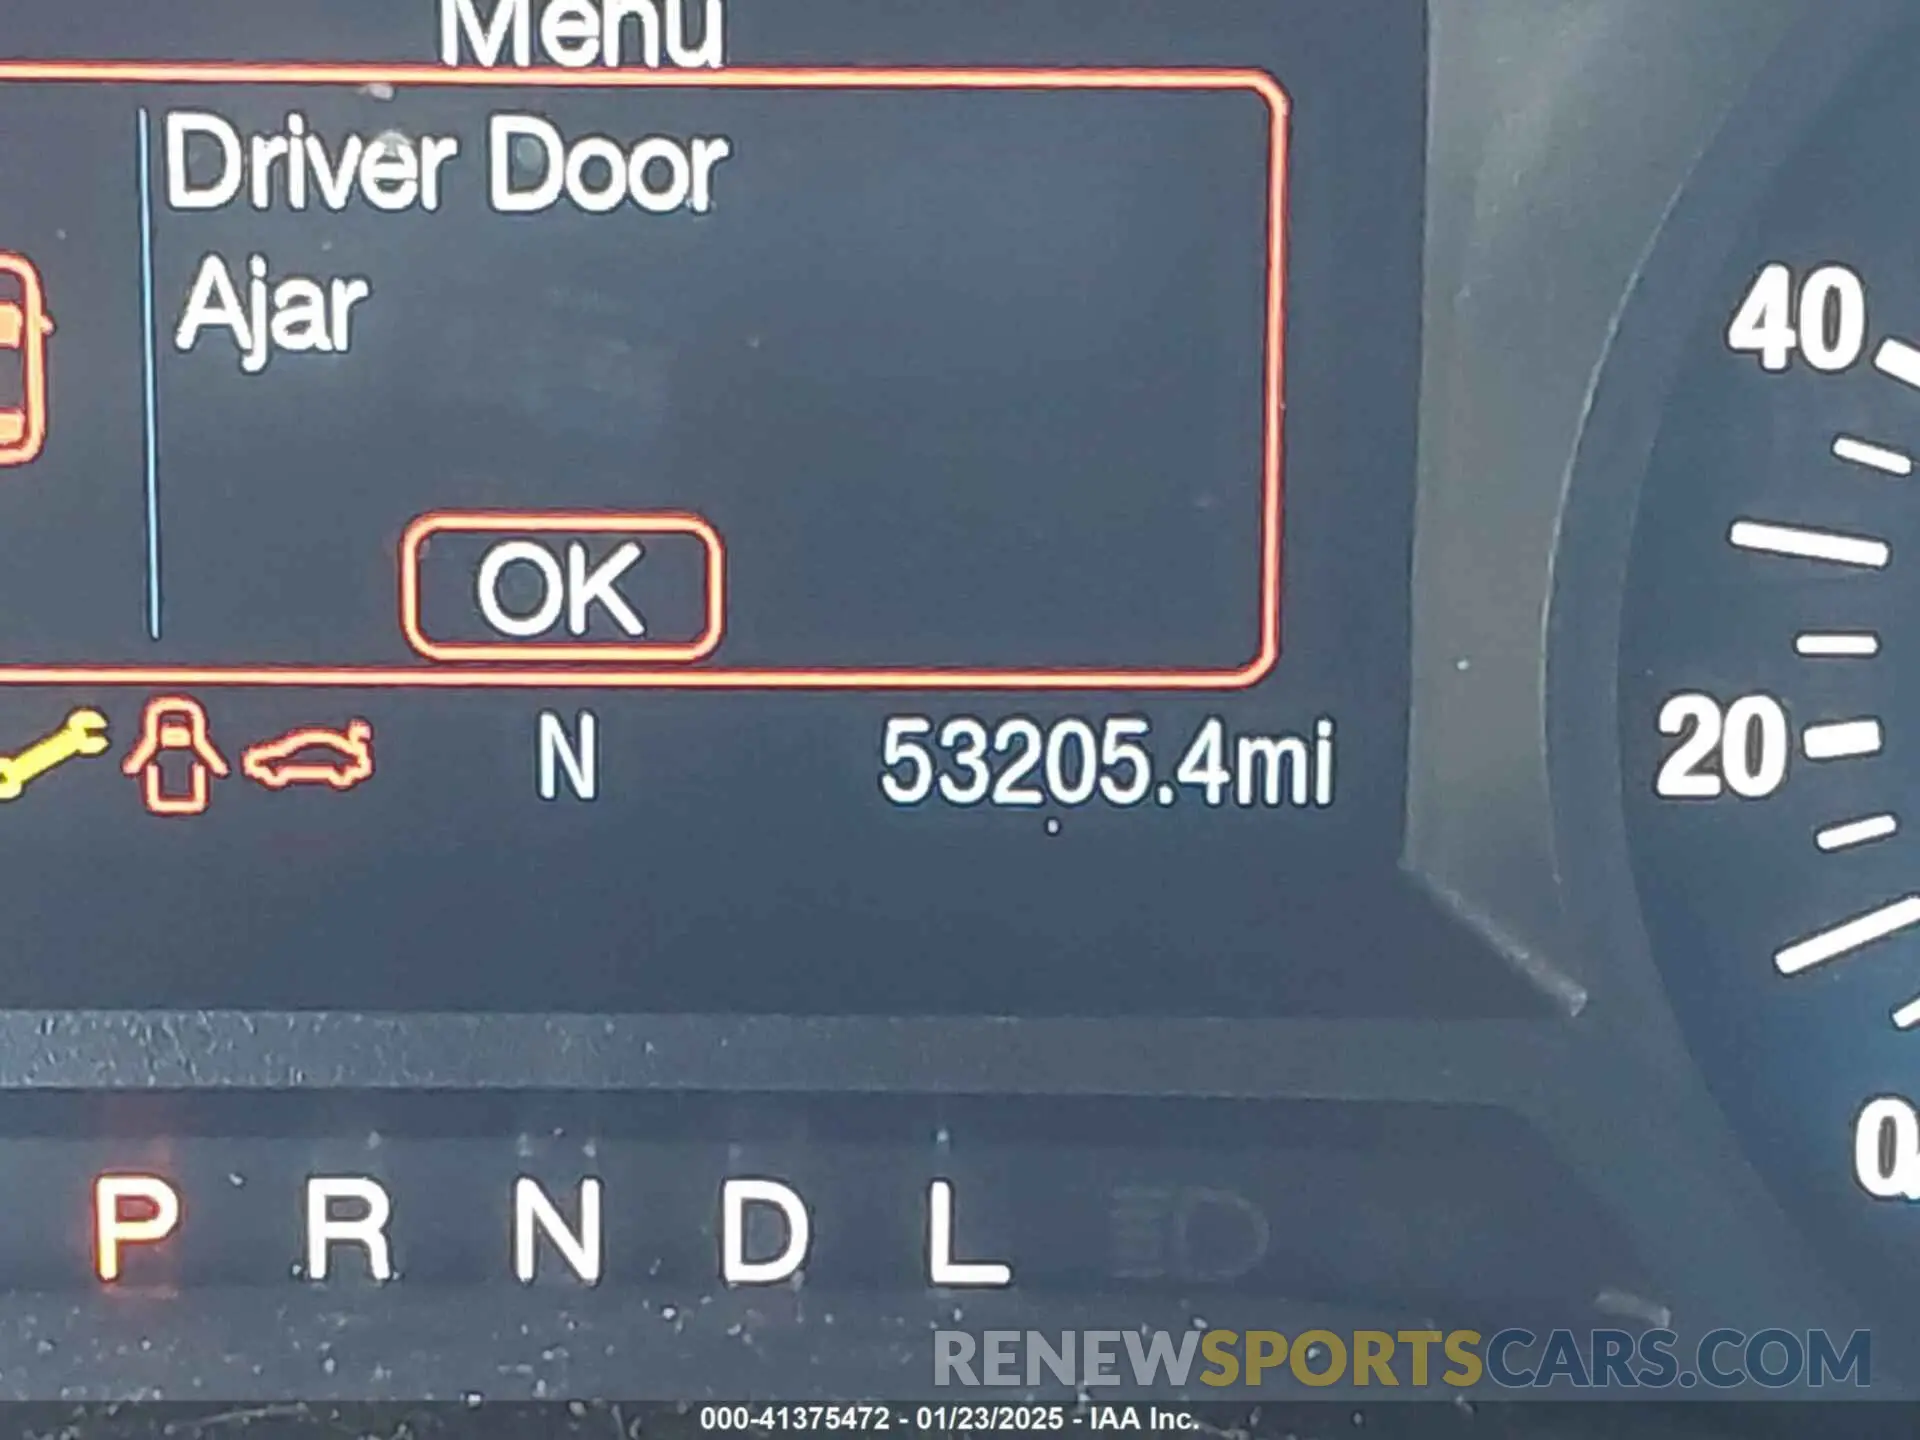 Menu
Driver Door
Ajar
OK
N
53205.4mi
40
20
0
P R N D L
RENEWSPORTSCARS.COM
000-41375472 - 01/23/2025 - IAA Inc.